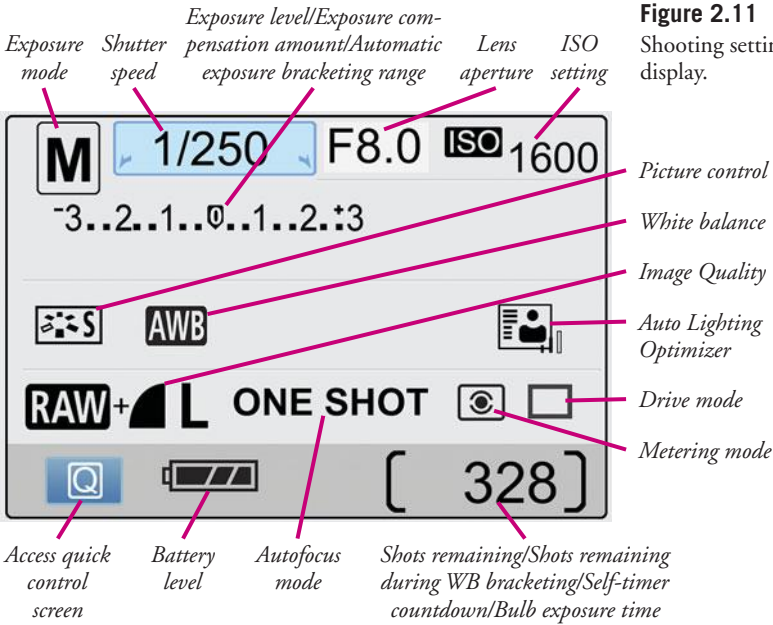 Figure 2.11
Shooting settin
display.
Exposure mode
Shutter speed
Exposure level/Exposure com-
pensation amount/Automatic
exposure bracketing range
Lens aperture
ISO setting
M
1/250
F8.0
ISO 1600
-3..2..1..0..1..2..+3
Picture control
White balance
Image Quality
Auto Lighting
Optimizer
Drive mode
Metering mode
S
AWB
RAW+ L
ONE SHOT
Q
[ 328]
Access quick
control
screen
Battery
level
Autofocus
mode
Shots remaining/Shots remaining
during WB bracketing/Self-timer
countdown/Bulb exposure time